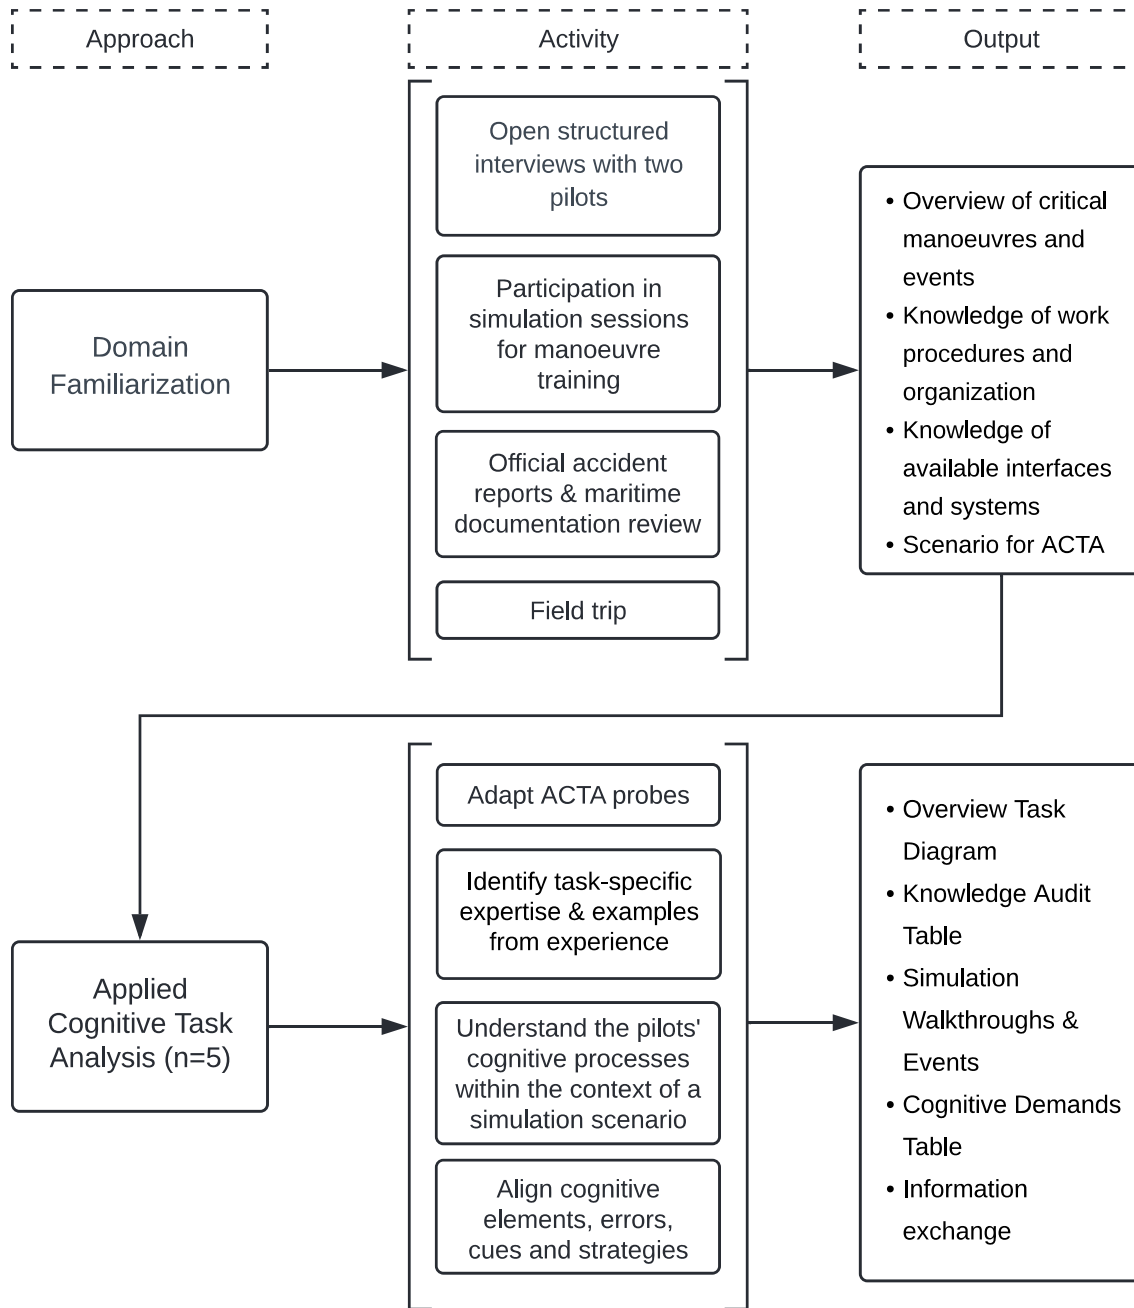 Approach
Activity
Output
Domain
Familiarization
Open structured
interviews with two
pilots
Participation in
simulation sessions
for manoeuvre
training
Official accident
reports & maritime
documentation review
Field trip
• Overview of critical
manoeuvres and
events
• Knowledge of work
procedures and
organization
• Knowledge of
available interfaces
and systems
• Scenario for ACTA
Applied
Cognitive Task
Analysis (n=5)
Adapt ACTA probes
Identify task-specific
expertise & examples
from experience
Understand the pilots'
cognitive processes
within the context of a
simulation scenario
Align cognitive
elements, errors,
cues and strategies
• Overview Task
Diagram
• Knowledge Audit
Table
• Simulation
Walkthroughs &
Events
• Cognitive Demands
Table
• Information
exchange